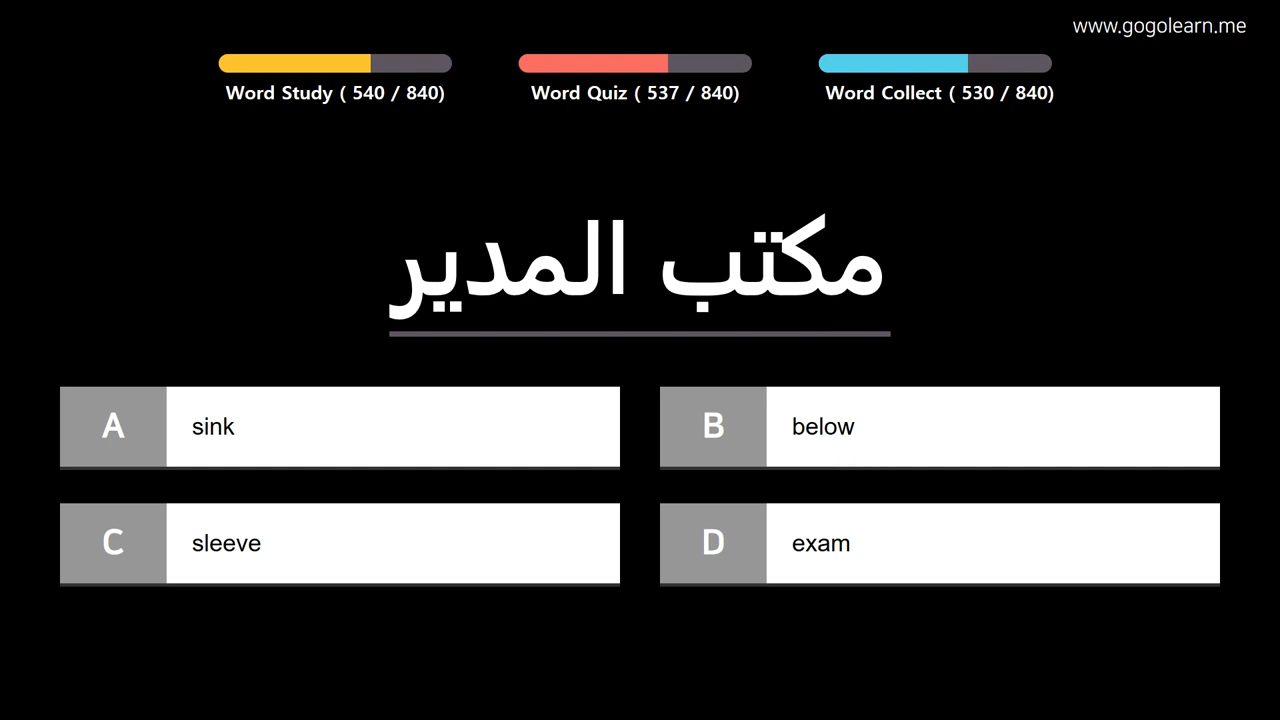 www.gogolearn.me
Word Study ( 540 / 840)
Word Quiz ( 537 / 840)
Word Collect ( 530 / 840)
مكتب المدير
A sink
B below
C sleeve
D exam